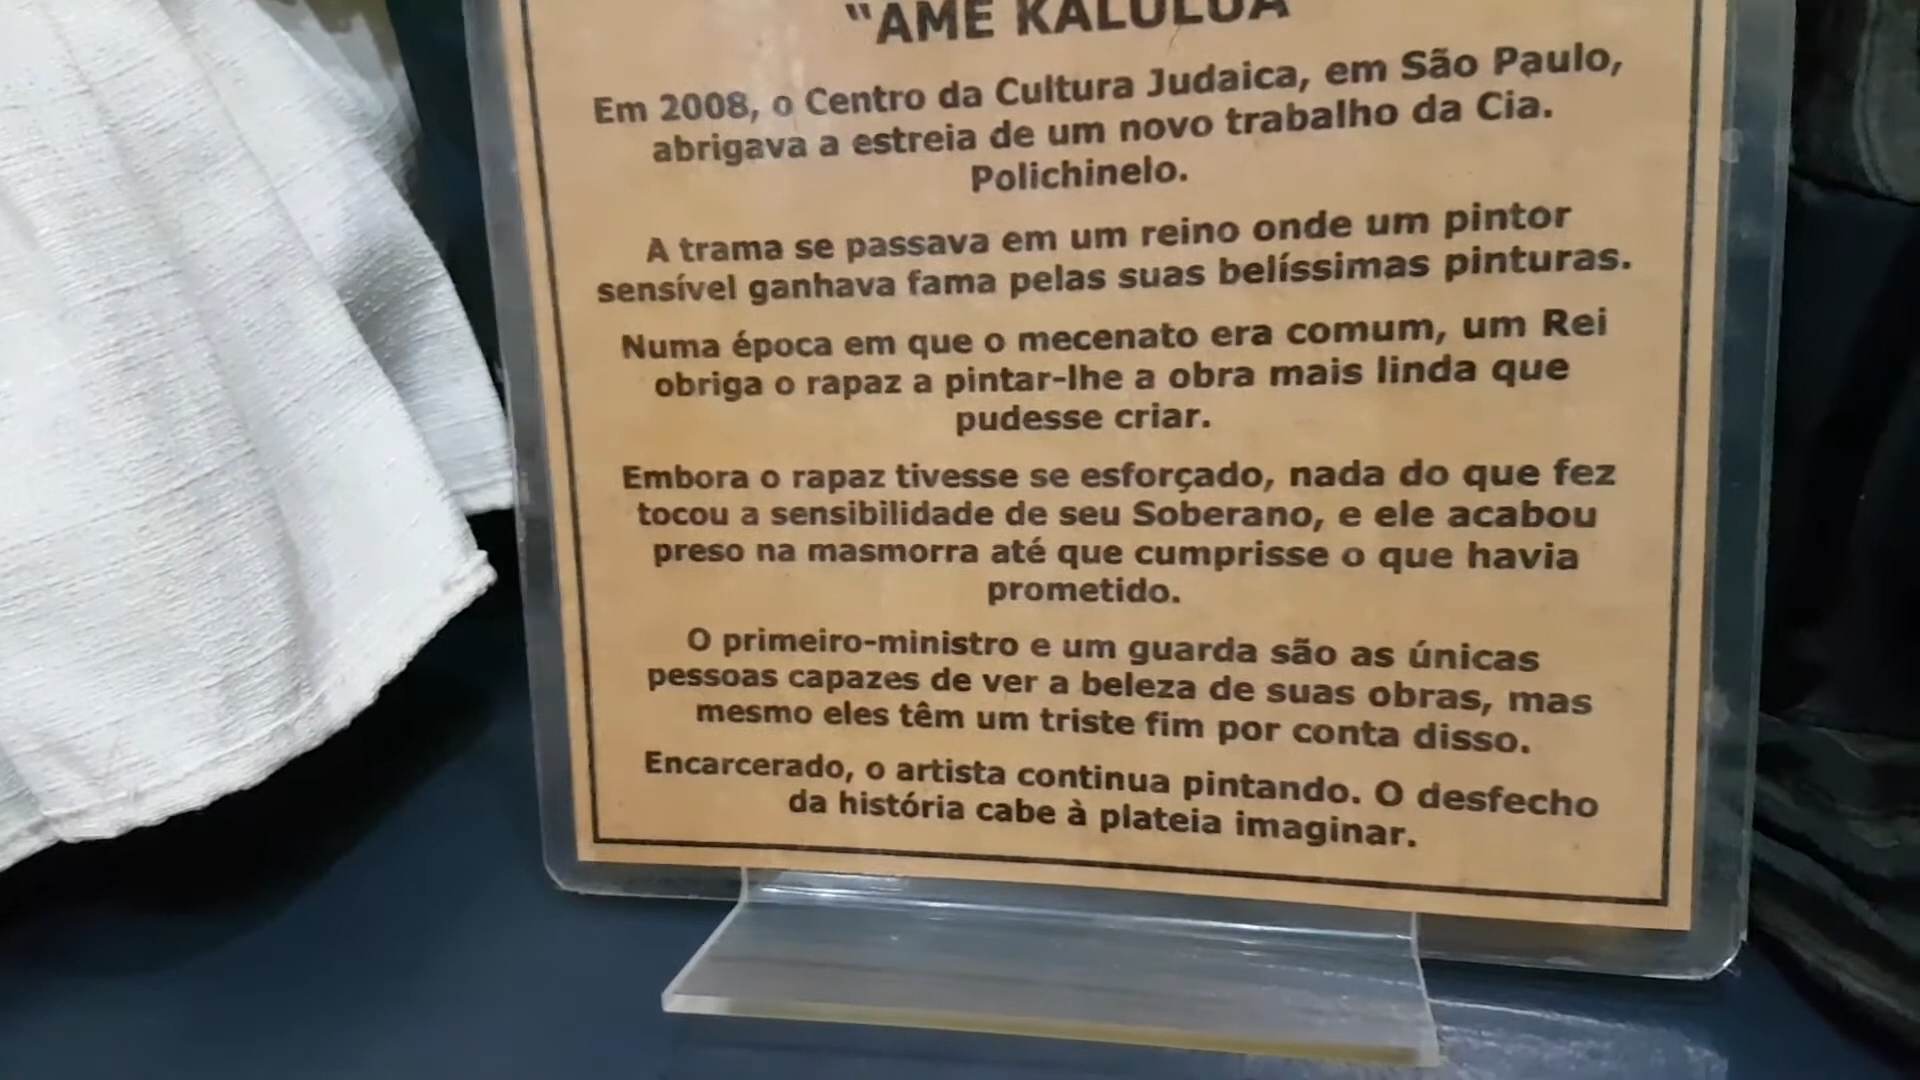 "AME KALULUA"
Em 2008, o Centro da Cultura Judaica, em São Paulo,
abrigava a estreia de um novo trabalho da Cia.
Polichinelo.
A trama se passava em um reino onde um pintor
sensível ganhava fama pelas suas belíssimas pinturas.
Numa época em que o mecenato era comum, um Rei
obriga o rapaz a pintar-lhe a obra mais linda que
pudesse criar.
Embora o rapaz tivesse se esforçado, nada do que fez
tocou a sensibilidade de seu Soberano, e ele acabou
preso na masmorra até que cumprisse o que havia
prometido.
O primeiro-ministro e um guarda são as únicas
pessoas capazes de ver a beleza de suas obras, mas
mesmo eles têm um triste fim por conta disso.
Encarcerado, o artista continua pintando. O desfecho
da história cabe à plateia imaginar.